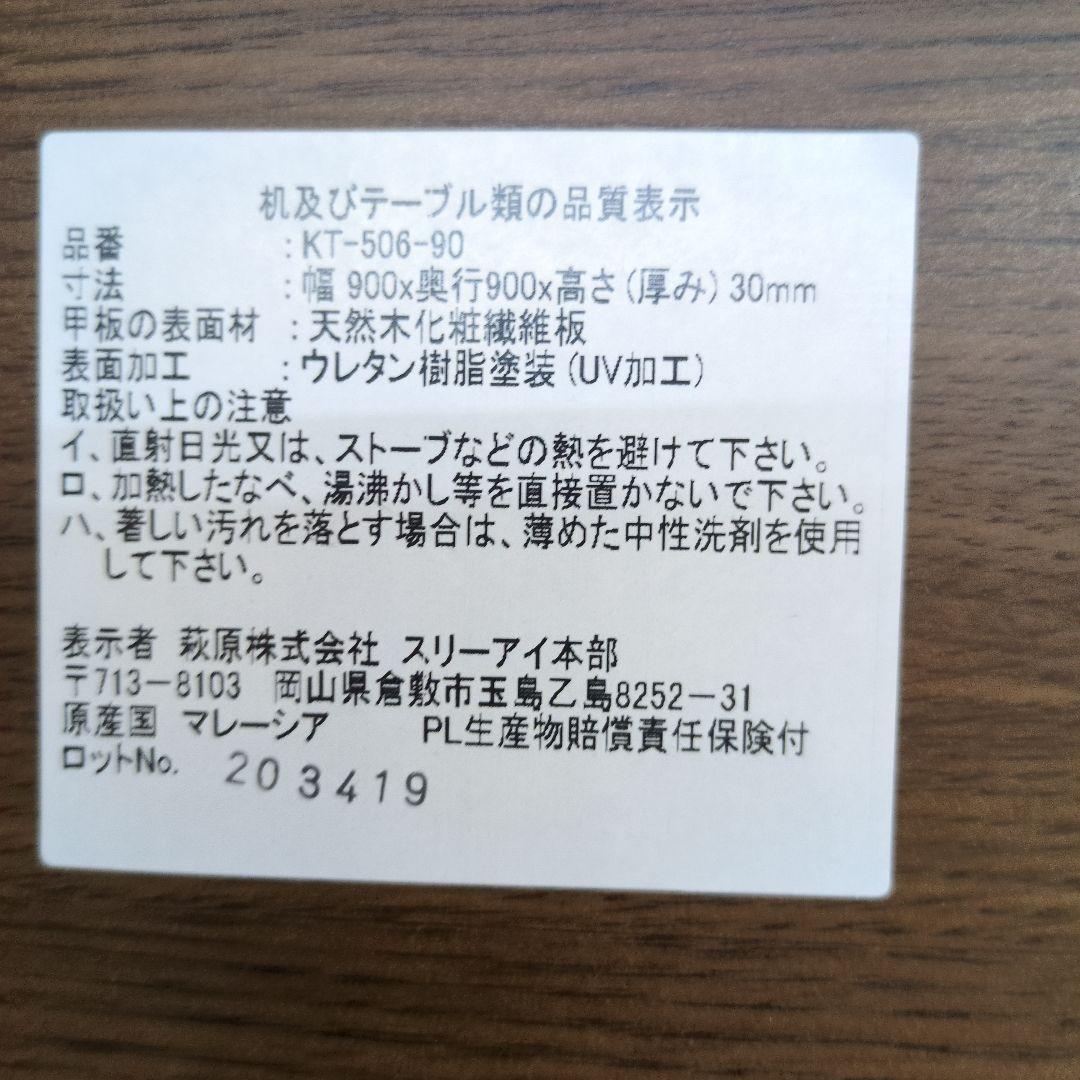 机及びテーブル類の品質表示
品番 : KT-506-90
寸法 : 幅 900x奥行900x高さ(厚み) 30mm
甲板の表面材 : 天然木化粧繊維板
表面加工 : ウレタン樹脂塗装(UV加工)
取扱い上の注意
イ、直射日光又は、ストーブなどの熱を避けて下さい。
ロ、加熱したなべ、湯沸かし等を直接置かないで下さい。
ハ、著しい汚れを落とす場合は、薄めた中性洗剤を使用
して下さい。
表示者 萩原株式会社 スリーアイ本部
〒713-8103 岡山県倉敷市玉島乙島8252-31
原産国 マレーシア PL生産物賠償責任保険付
ロットNo. 203419